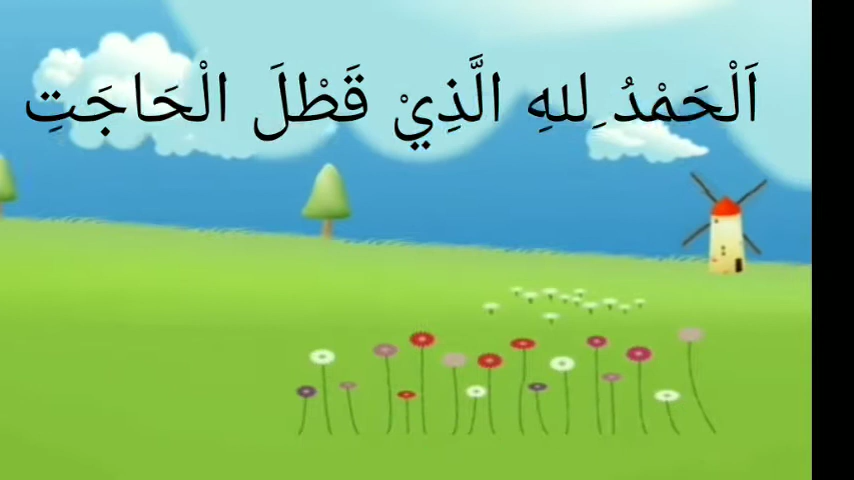 اَلْحَمْدُ ِللهِ الَّذِيْ قَطْلَ الْحَاجَتِ